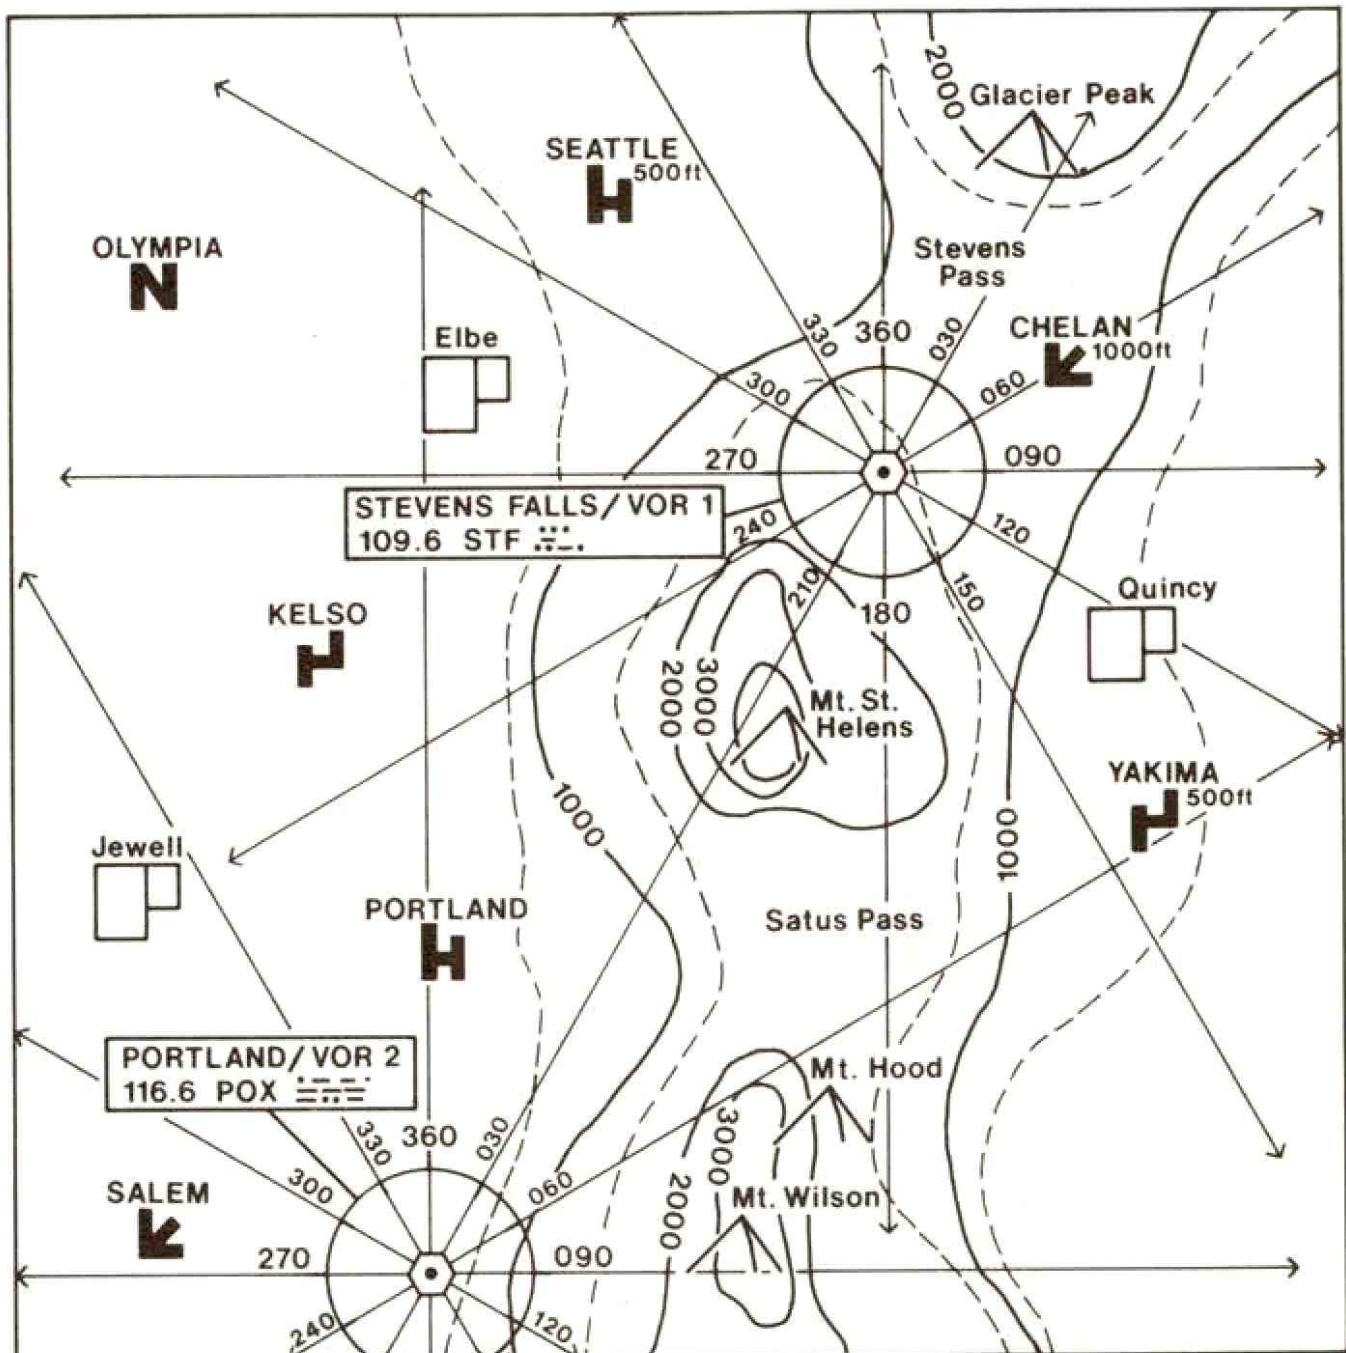 2000
Glacier Peak
SEATTLE
500ft
OLYMPIA
Stevens
Pass
Elbe
330
360
030
CHELAN
1000ft
300
060
270
090
STEVENS FALLS/VOR 1
109.6 STF
240
120
210
150
180
KELSO
Quincy
2000
3000
Mt. St.
Helens
YAKIMA
500ft
1000
1000
Jewell
PORTLAND
Satus Pass
PORTLAND/VOR 2
116.6 POX
Mt. Hood
330
360
030
3000
300
060
2000
SALEM
Mt. Wilson
270
090
240
120